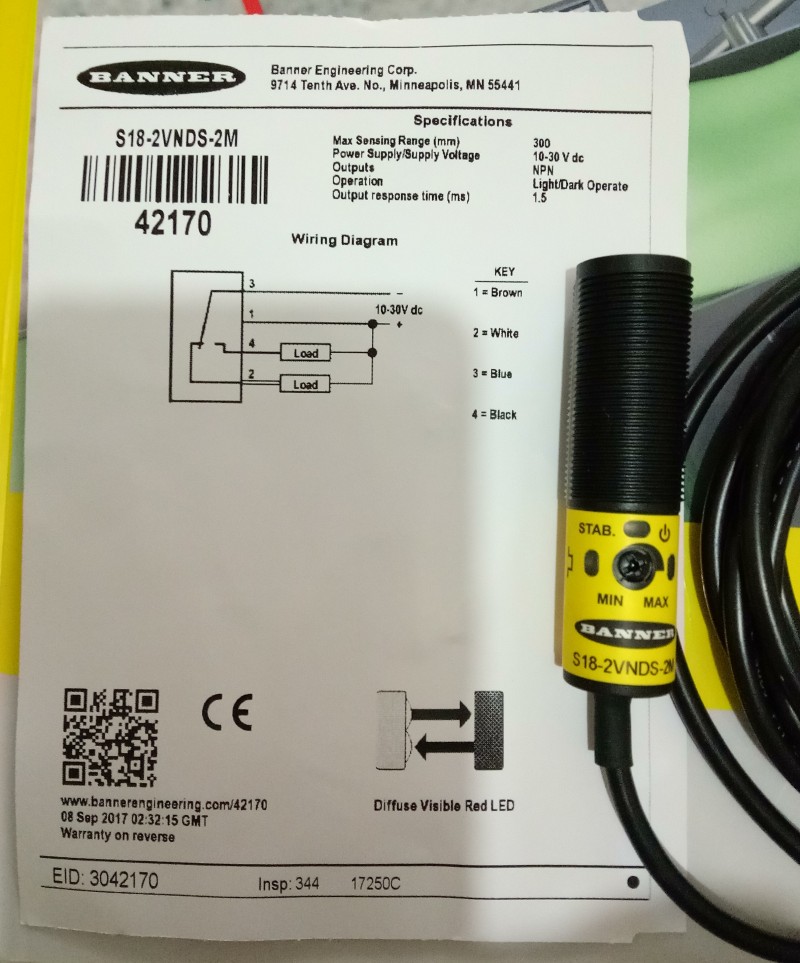 BANNER
Banner Engineering Corp.
9714 Tenth Ave. No., Minneapolis, MN 55441
S18-2VNDS-2M
42170
Specifications
Max Sensing Range (mm) 300
Power Supply/Supply Voltage 10-30 V dc
Outputs NPN
Operation Light/Dark Operate
Output response time (ms) 1.5
Wiring Diagram
3 −
10-30V dc
1 +
4 Load
2 Load
KEY
1 = Brown
2 = White
3 = Blue
4 = Black
STAB.
MIN MAX
BANNER
S18-2VNDS-2M
CE
www.bannerengineering.com/42170
08 Sep 2017 02:32:15 GMT
Warranty on reverse
Diffuse Visible Red LED
EID: 3042170 Insp: 344 17250C